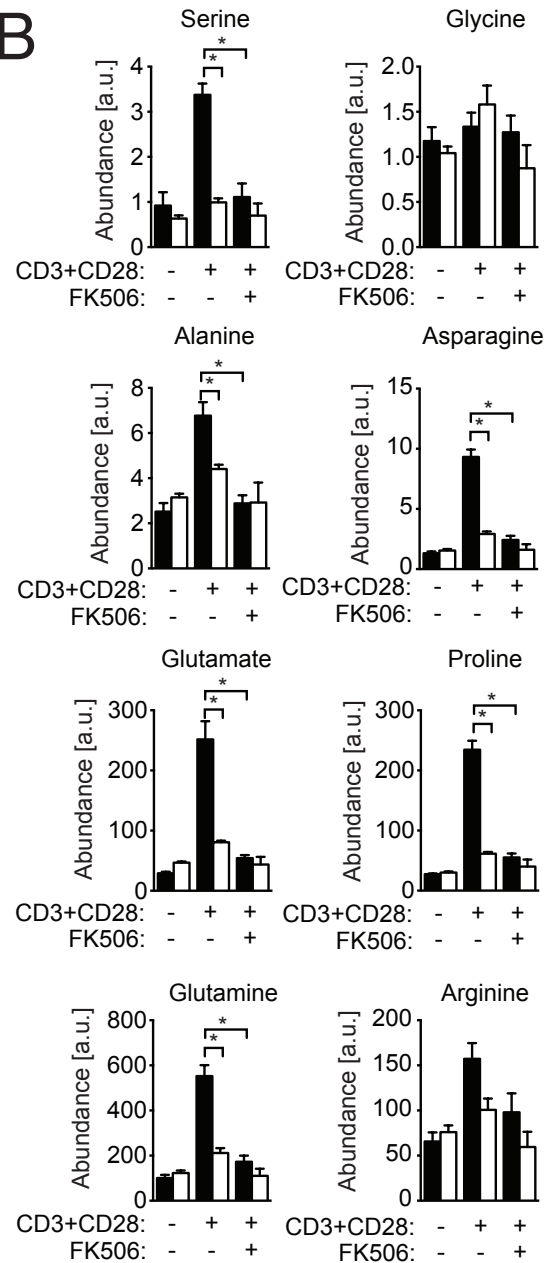 B
Serine
Abundance [a.u.]
4
3
2
1
0
*
*
CD3+CD28: - + +
FK506: - - +
Glycine
Abundance [a.u.]
2.0
1.5
1.0
0.5
0.0
CD3+CD28: - + +
FK506: - - +
Alanine
Abundance [a.u.]
8
6
4
2
0
*
*
CD3+CD28: - + +
FK506: - - +
Asparagine
Abundance [a.u.]
15
10
5
0
*
*
CD3+CD28: - + +
FK506: - - +
Glutamate
Abundance [a.u.]
300
200
100
0
*
*
CD3+CD28: - + +
FK506: - - +
Proline
Abundance [a.u.]
300
200
100
0
*
*
CD3+CD28: - + +
FK506: - - +
Glutamine
Abundance [a.u.]
800
600
400
200
0
*
*
CD3+CD28: - + +
FK506: - - +
Arginine
Abundance [a.u.]
200
150
100
50
0
CD3+CD28: - + +
FK506: - - +